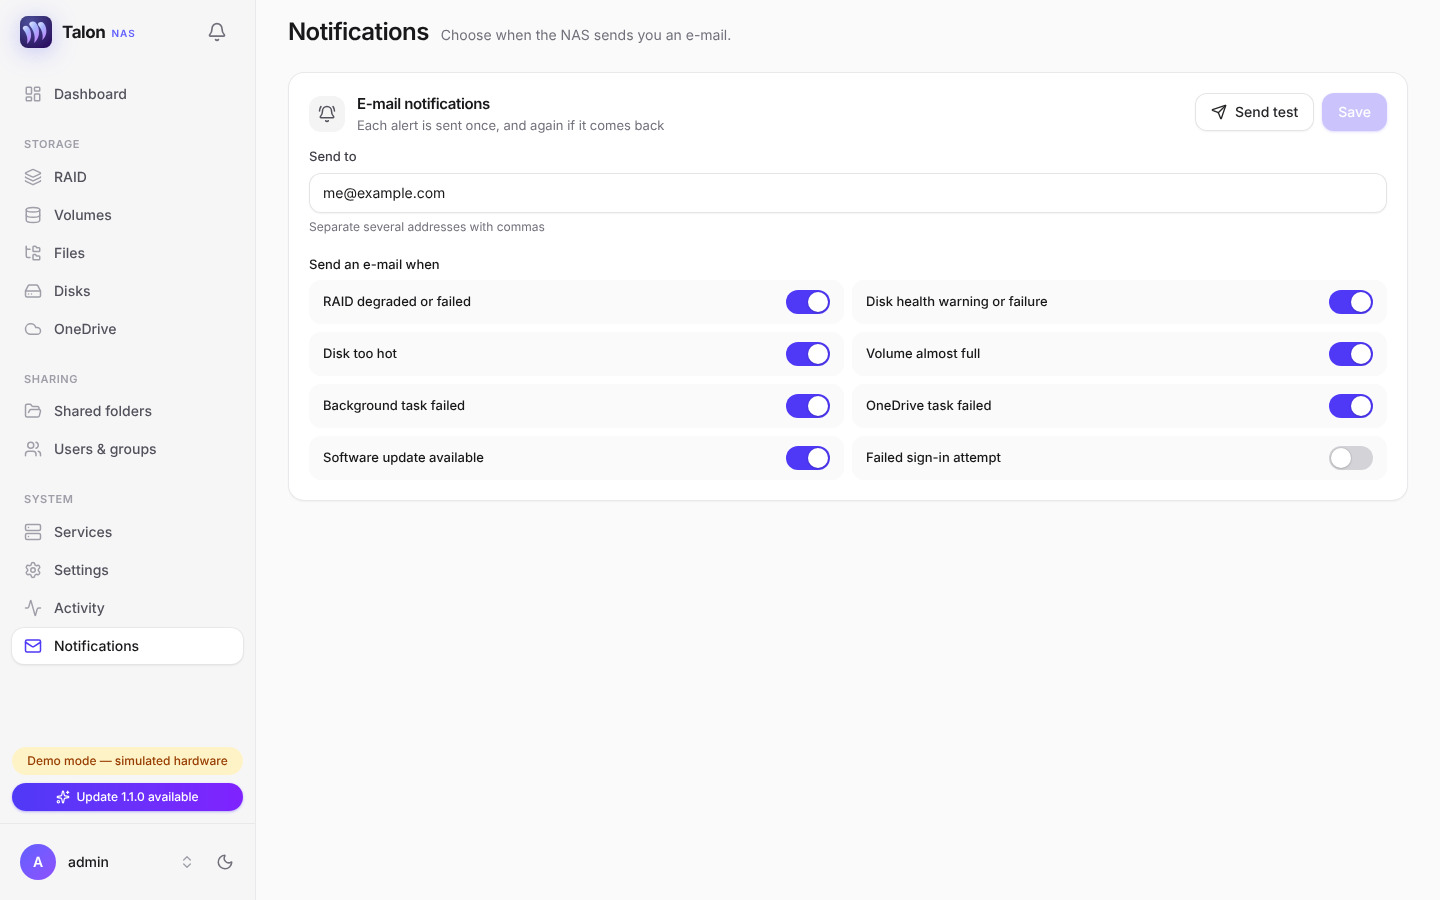 Talon NAS
Dashboard
STORAGE
RAID
Volumes
Files
Disks
OneDrive
SHARING
Shared folders
Users & groups
SYSTEM
Services
Settings
Activity
Notifications
Demo mode — simulated hardware
Update 1.1.0 available
A
admin
Notifications
Choose when the NAS sends you an e-mail.
E-mail notifications
Each alert is sent once, and again if it comes back
Send test
Save
Send to
me@example.com
Separate several addresses with commas
Send an e-mail when
RAID degraded or failed
Disk health warning or failure
Disk too hot
Volume almost full
Background task failed
OneDrive task failed
Software update available
Failed sign-in attempt